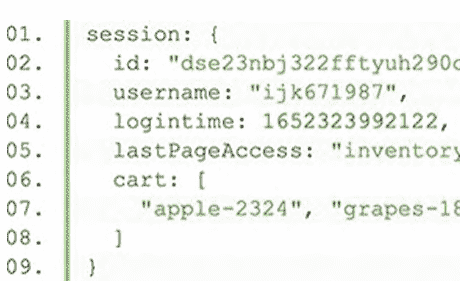 01. session: {
02.   id: "dse23nbj322fftyuh290
03.   username: "ijk671987",
04.   logintime: 1652323992122,
05.   lastPageAccess: "inventory
06.   cart: [
07.     "apple-2324", "grapes-18
08.   ]
09. }